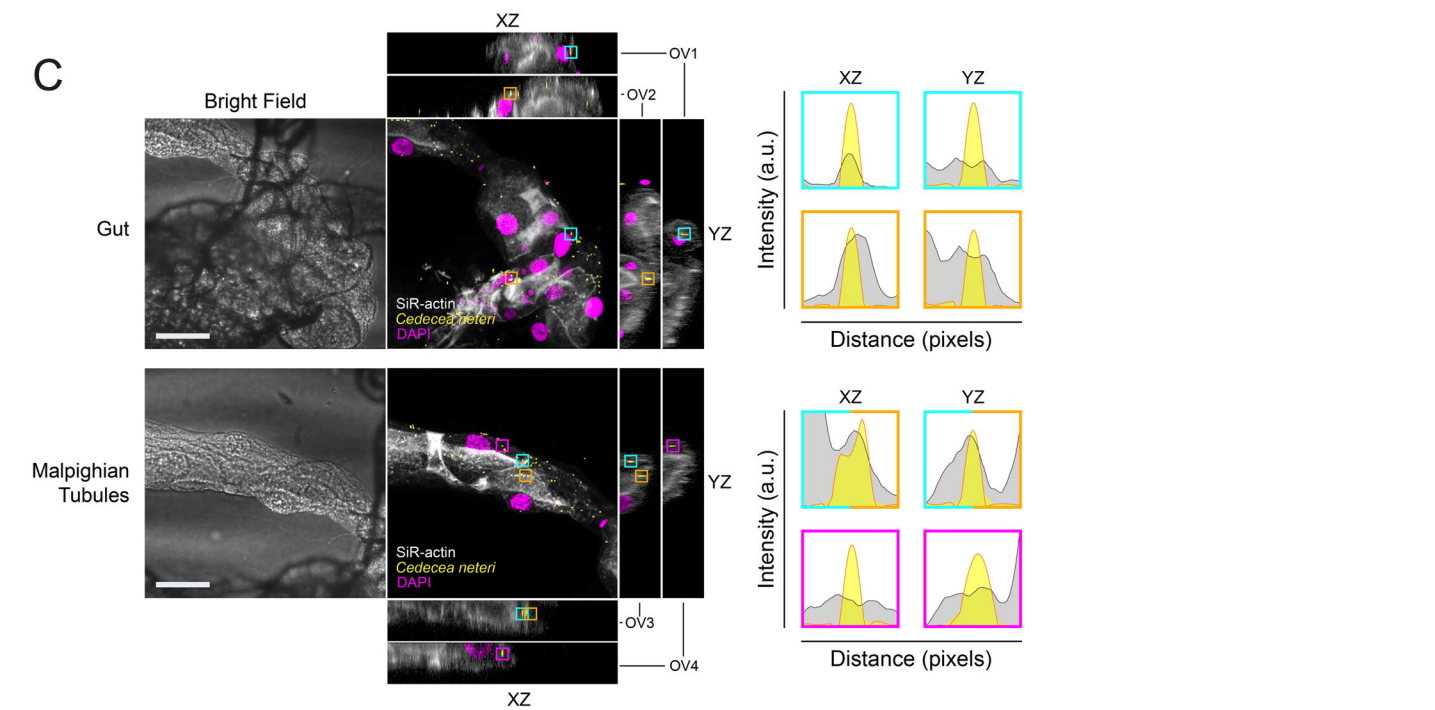 C
XZ
OV1
OV2
Bright Field
Gut
YZ
SiR-actin
Cedecea neteri
DAPI
XZ
YZ
Intensity (a.u.)
Distance (pixels)
Malpighian
Tubules
YZ
SiR-actin
Cedecea neteri
DAPI
OV3
OV4
XZ
XZ
YZ
Intensity (a.u.)
Distance (pixels)